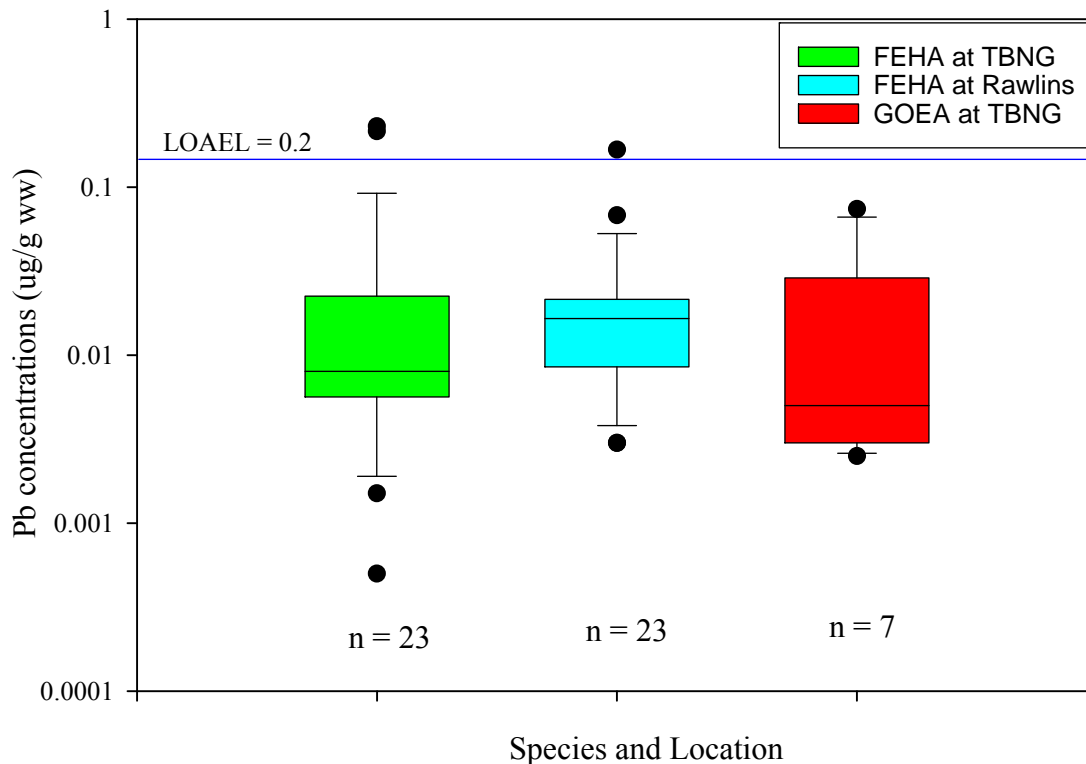 1
FEHA at TBNG
FEHA at Rawlins
GOEA at TBNG
LOAEL = 0.2
0.1
Pb concentrations (ug/g ww)
0.01
0.001
n = 23
n = 23
n = 7
0.0001
Species and Location